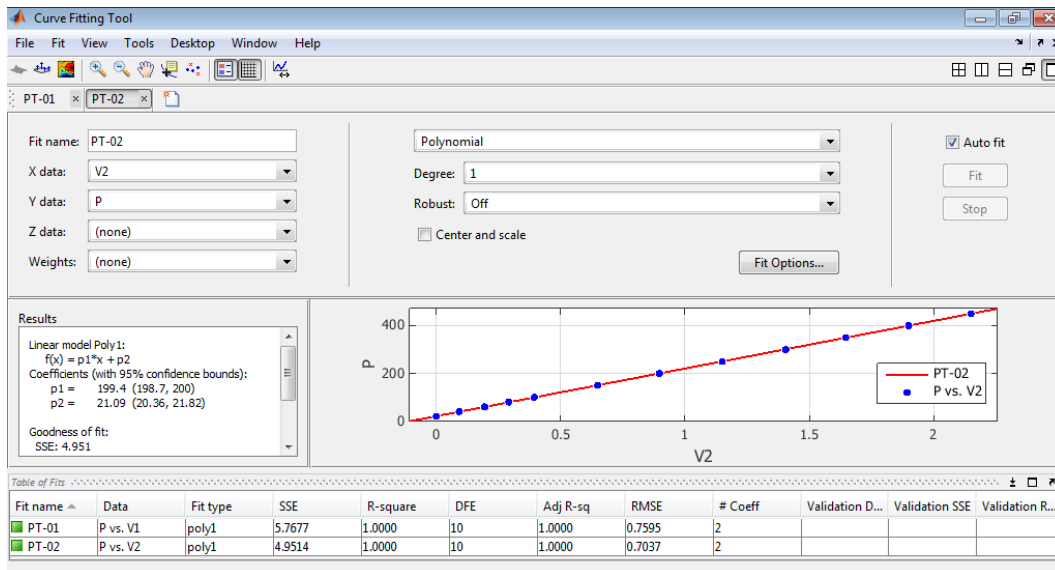 Curve Fitting Tool
File Fit View Tools Desktop Window Help
PT-01 × PT-02 ×
Fit name: PT-02
X data: V2
Y data: P
Z data: (none)
Weights: (none)
Polynomial
Degree: 1
Robust: Off
Center and scale
Fit Options...
Auto fit
Fit
Stop
Results
Linear model Poly1:
f(x) = p1*x + p2
Coefficients (with 95% confidence bounds):
p1 = 199.4 (198.7, 200)
p2 = 21.09 (20.36, 21.82)
Goodness of fit:
SSE: 4.951
P
400
200
0
0 0.5 1 1.5 2
V2
PT-02
P vs. V2
Table of Fits
Fit name Data Fit type SSE R-square DFE Adj R-sq RMSE # Coeff Validation D... Validation SSE Validation R...
PT-01 P vs. V1 poly1 5.7677 1.0000 10 1.0000 0.7595 2
PT-02 P vs. V2 poly1 4.9514 1.0000 10 1.0000 0.7037 2